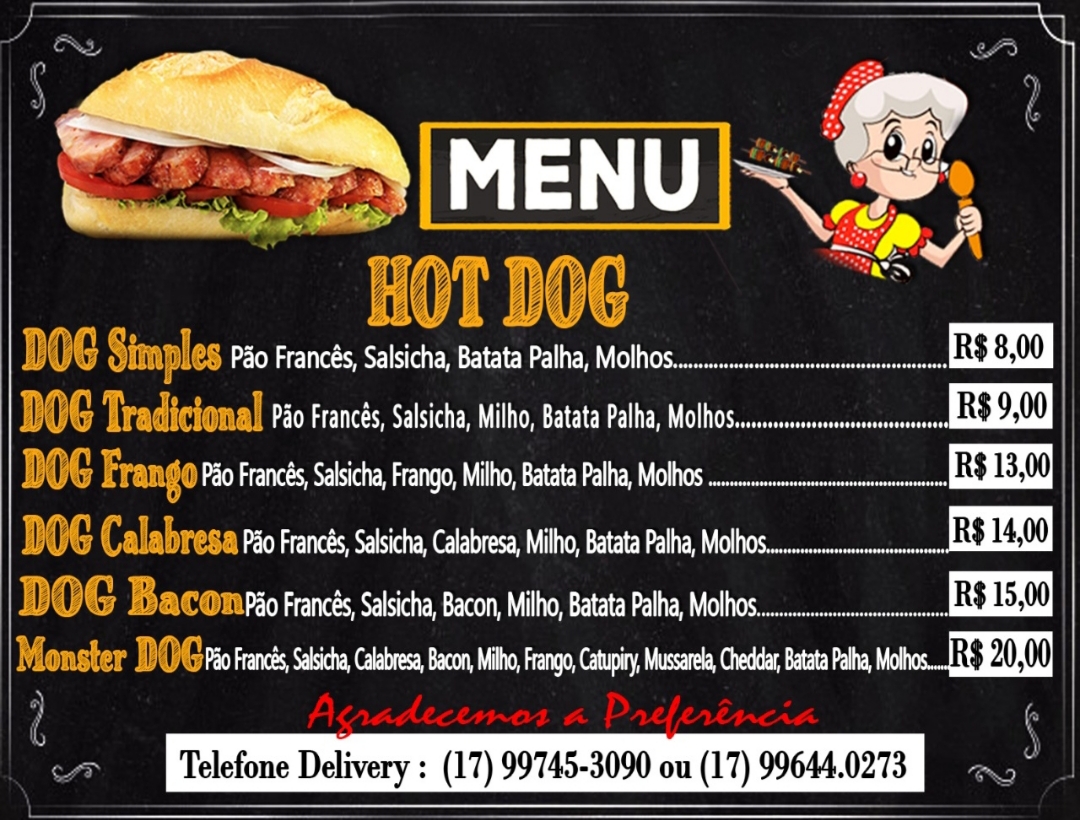 MENU
HOT DOG
DOG Simples Pão Francês, Salsicha, Batata Palha, Molhos............................................................ R$ 8,00
DOG Tradicional Pão Francês, Salsicha, Milho, Batata Palha, Molhos............................................ R$ 9,00
DOG Frango Pão Francês, Salsicha, Frango, Milho, Batata Palha, Molhos ...................................................... R$ 13,00
DOG Calabresa Pão Francês, Salsicha, Calabresa, Milho, Batata Palha, Molhos.......................................... R$ 14,00
DOG Bacon Pão Francês, Salsicha, Bacon, Milho, Batata Palha, Molhos............................................ R$ 15,00
Monster DOG Pão Francês, Salsicha, Calabresa, Bacon, Milho, Frango, Catupiry, Mussarela, Cheddar, Batata Palha, Molhos...... R$ 20,00
Agradecemos a Preferência
Telefone Delivery : (17) 99745-3090 ou (17) 99644.0273